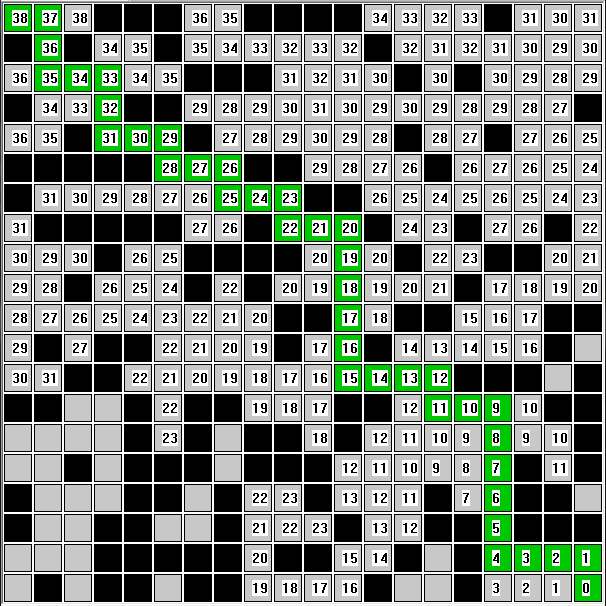 38 37 38 36 35 34 33 32 33 31 30 31
36 34 35 35 34 33 32 33 32 32 31 32 31 30 29 30
36 35 34 33 34 35 31 32 31 30 30 30 29 28 29
34 33 32 29 28 29 30 31 30 29 30 29 28 29 28 27
36 35 31 30 29 27 28 29 30 29 28 28 27 27 26 25
28 27 26 29 28 27 26 27 26 25 24
31 30 29 28 27 26 25 24 23 26 25 24 25 26 25 24 23
31 27 26 22 21 20 24 23 27 26 22
30 29 30 26 25 20 19 20 22 23 20 21
29 28 26 25 24 22 20 19 18 19 20 21 17 18 19 20
28 27 26 25 24 23 22 21 20 17 18 15 16 17
29 27 22 21 20 19 17 16 14 13 14 15 16
30 31 22 21 20 19 18 17 16 15 14 13 12
22 19 18 17 12 11 10 9 10
23 18 12 11 10 9 8 9 10
12 11 10 9 8 7 11
22 23 13 12 11 7 6
21 22 23 13 12 5
20 15 14 4 3 2 1
19 18 17 16 3 2 1 0